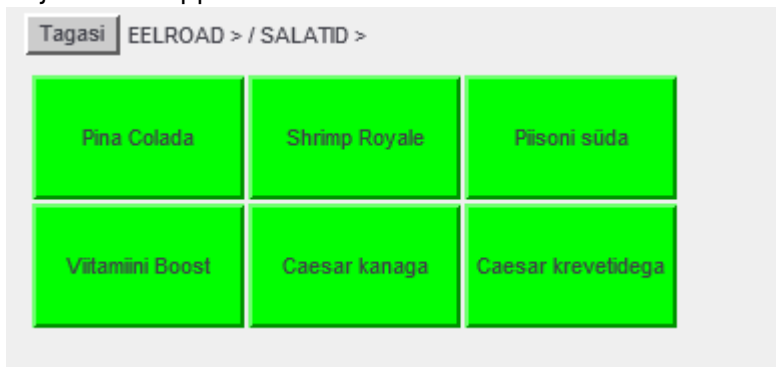 Tagasi EELROAD > / SALATID >
Pina Colada Shrimp Royale Piisoni süda
Viitamiini Boost Caesar kanaga Caesar krevetidega